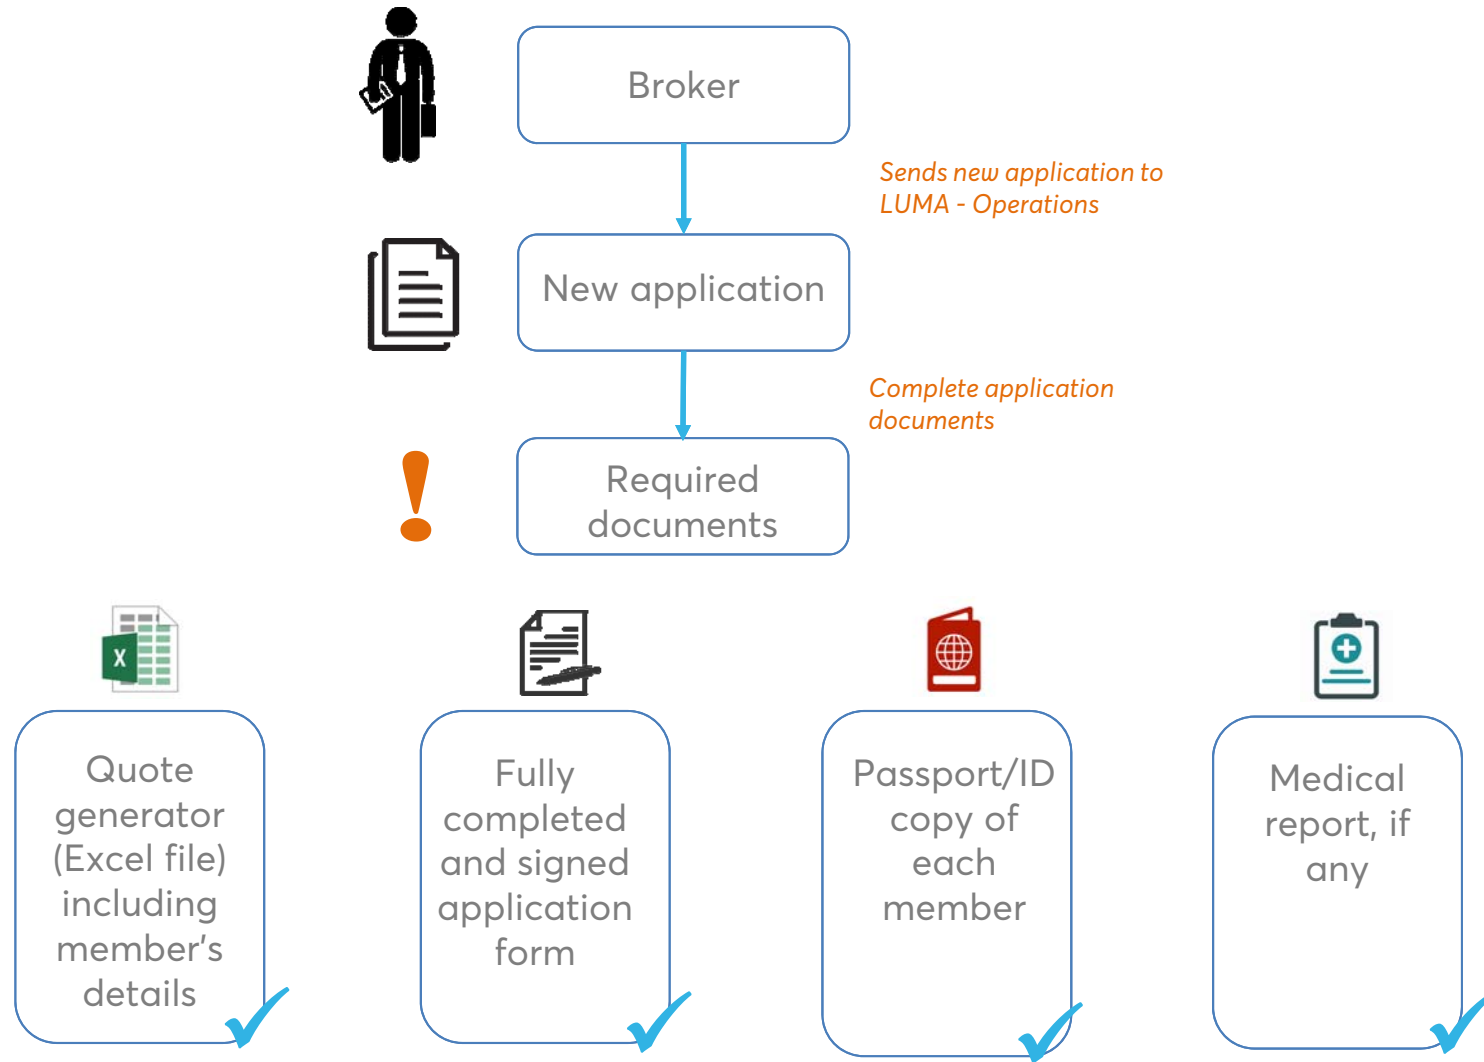 Broker
Sends new application to
LUMA - Operations
New application
Complete application
documents
Required
documents
X
Quote
generator
(Excel file)
including
member's
details
Fully
completed
and signed
application
form
Passport/ID
copy of
each
member
Medical
report, if
any